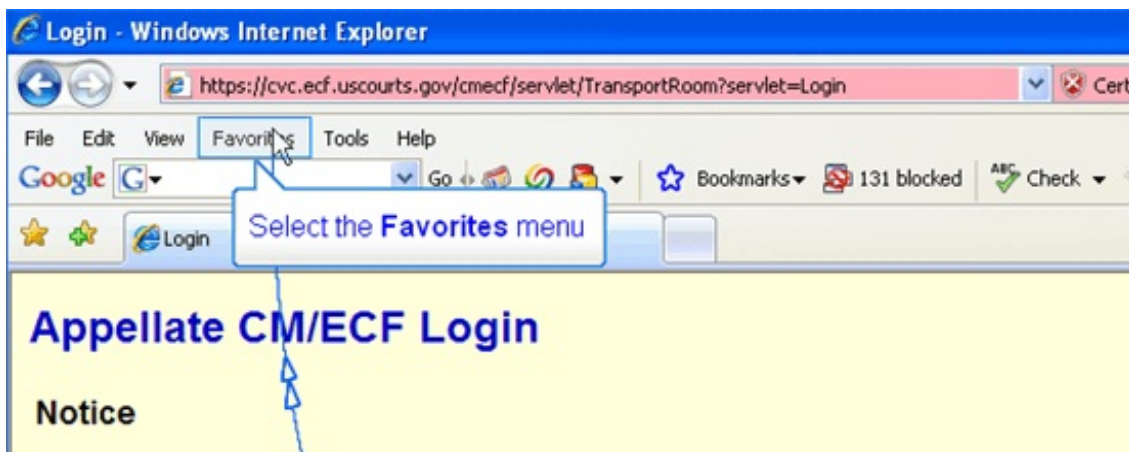 Login - Windows Internet Explorer
https://cvc.ecf.uscourts.gov/cmecf/servlet/TransportRoom?servlet=Login Cert
File Edit View Favorites Tools Help
Google G Go Bookmarks 131 blocked ABC Check
Login
Select the Favorites menu
Appellate CM/ECF Login
Notice